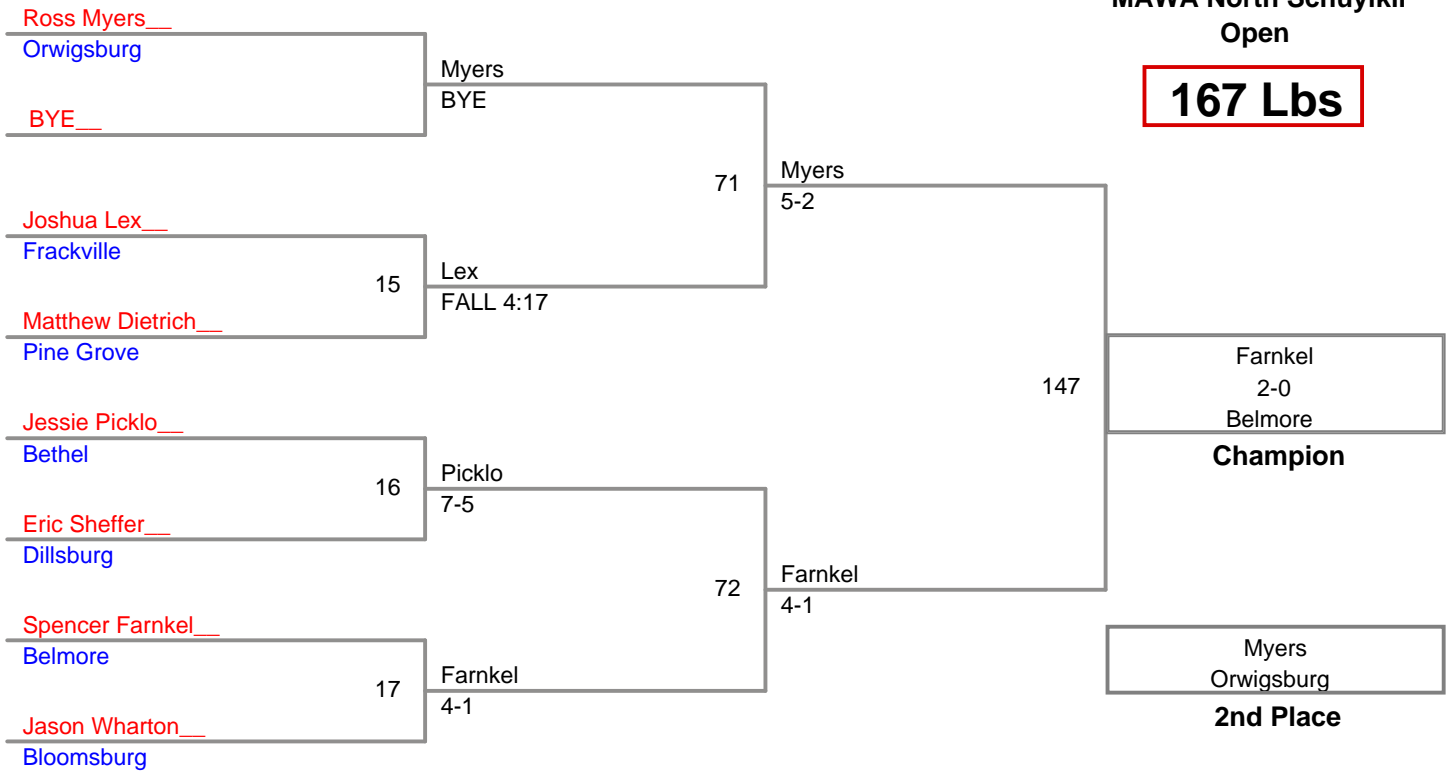 MAWA North Schuylkil
Open
167 Lbs
Ross Myers__
Orwigsburg
BYE__
Myers
BYE
Joshua Lex__
Frackville
15
Matthew Dietrich__
Pine Grove
Lex
FALL 4:17
71
Myers
5-2
Jessie Picklo__
Bethel
16
Eric Sheffer__
Dillsburg
Picklo
7-5
Spencer Farnkel__
Belmore
17
Jason Wharton__
Bloomsburg
Farnkel
4-1
72
Farnkel
4-1
147
Farnkel
2-0
Belmore
Champion
Myers
Orwigsburg
2nd Place